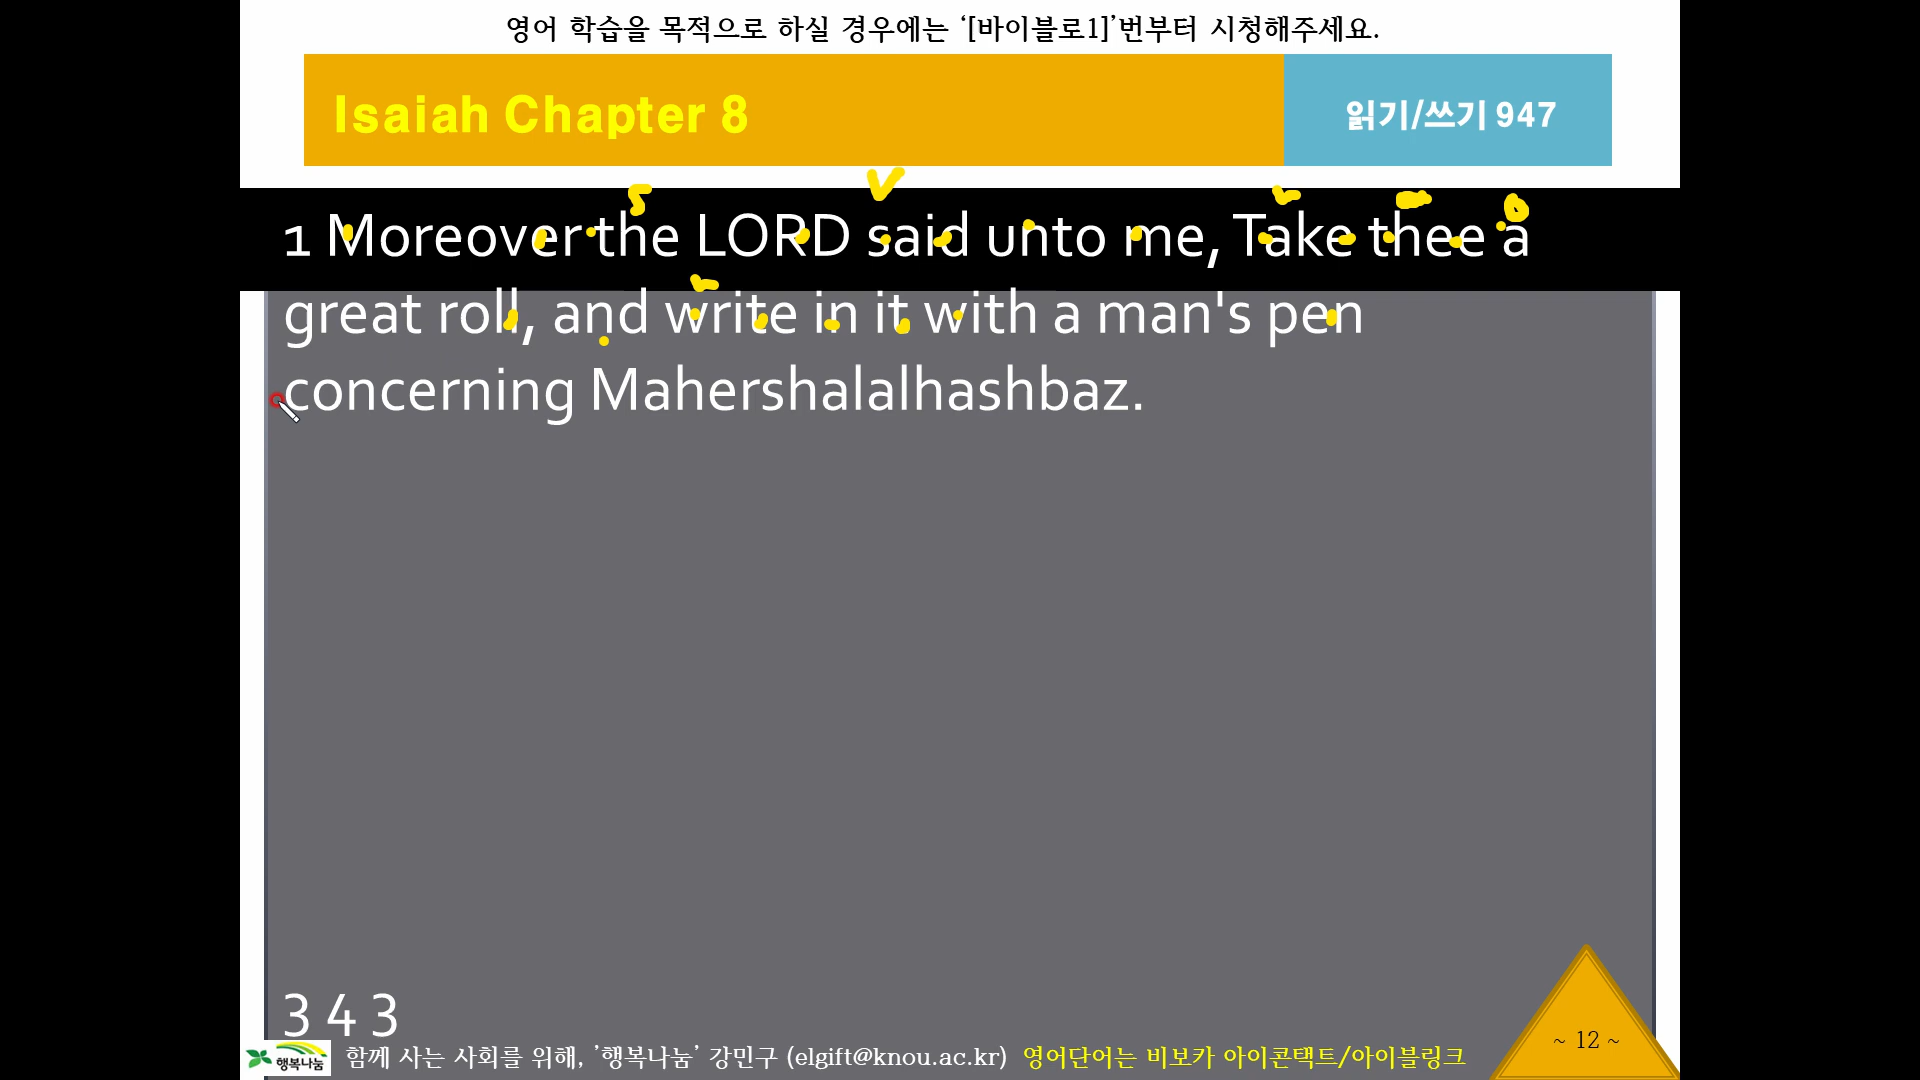 영어 학습을 목적으로 하실 경우에는 ‘[바이블로1]’번부터 시청해주세요.
Isaiah Chapter 8
읽기/쓰기 947
1 Moreover the LORD said unto me, Take thee a
great roll, and write in it with a man's pen
concerning Mahershalalhashbaz.
3 4 3
행복나눔
함께 사는 사회를 위해, ’행복나눔’ 강민구 (elgift@knou.ac.kr) 영어단어는 비보카 아이콘택트/아이블링크
~ 12 ~